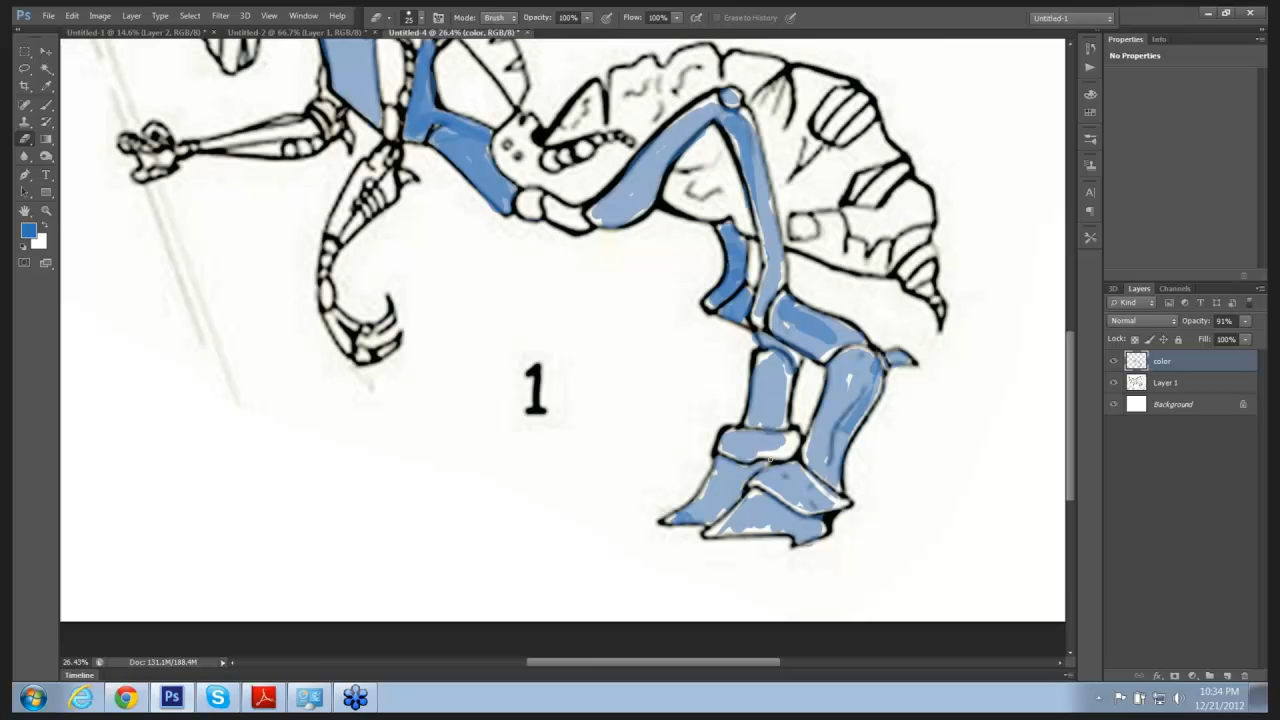 Ps File Edit Image Layer Type Select Filter 3D View Window Help
25 Mode: Brush Opacity: 100% Flow: 100% Erase to History Untitled-1
Untitled-1 @ 14.6% (Layer 2, RGB/8) * × Untitled-2 @ 66.7% (Layer 1, RGB/8) * × Untitled-4 @ 26.4% (color, RGB/8) * ×
Properties Info
No Properties
1
3D Layers Channels
Kind
Normal Opacity: 91%
Lock: Fill: 100%
color
Layer 1
Background
26.43% Doc: 131.1M/188.4M
Timeline
Ps
10:34 PM
12/21/2012